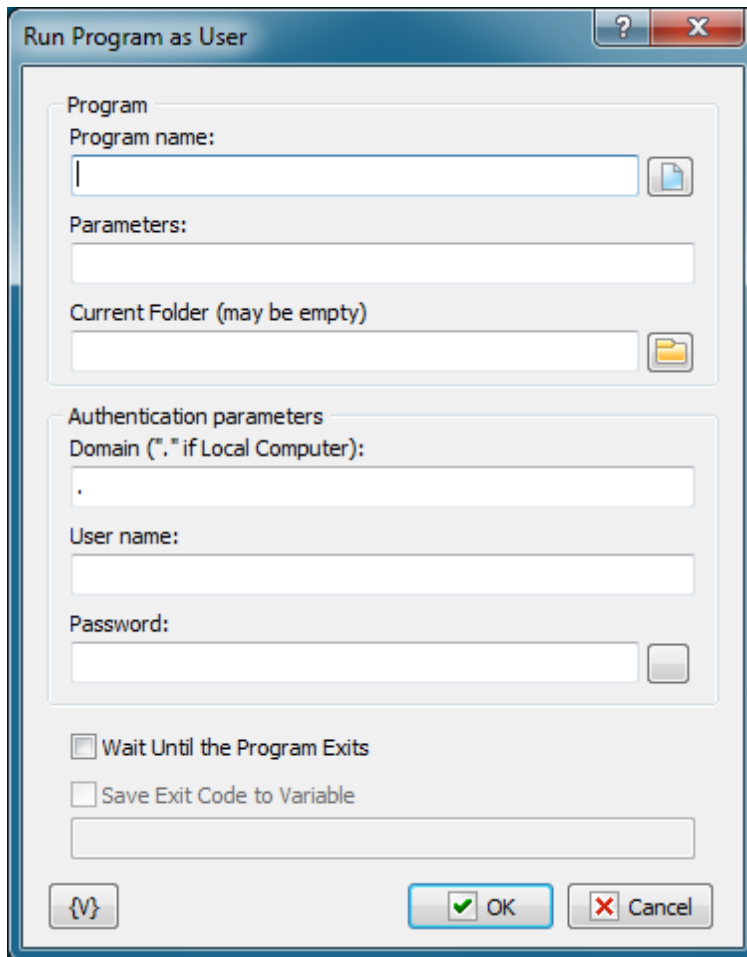 Run Program as User
?
Program
Program name:
Parameters:
Current Folder (may be empty)
Authentication parameters
Domain ("." if Local Computer):
.
User name:
Password:
Wait Until the Program Exits
Save Exit Code to Variable
{V} OK Cancel